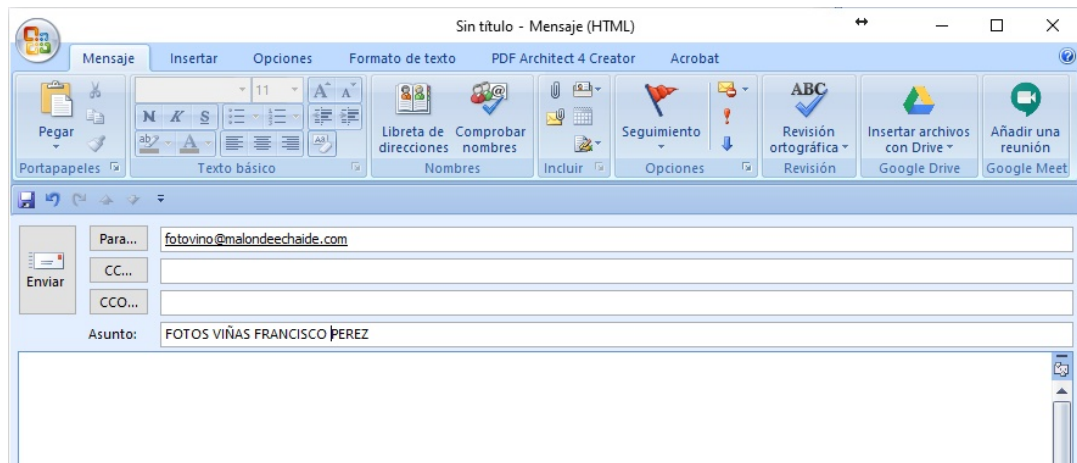 Sin título - Mensaje (HTML)
Mensaje Insertar Opciones Formato de texto PDF Architect 4 Creator Acrobat
Pegar
Portapapeles
11 A A
N K S
ab A Aa
Texto básico
Libreta de direcciones
Comprobar nombres
Nombres
Incluir
Seguimiento
Opciones
ABC
Revisión
ortográfica
Revisión
Insertar archivos
con Drive
Google Drive
Añadir una
reunión
Google Meet
Enviar
Para... fotovino@malondeechaide.com
CC...
CCO...
Asunto: FOTOS VIÑAS FRANCISCO PEREZ